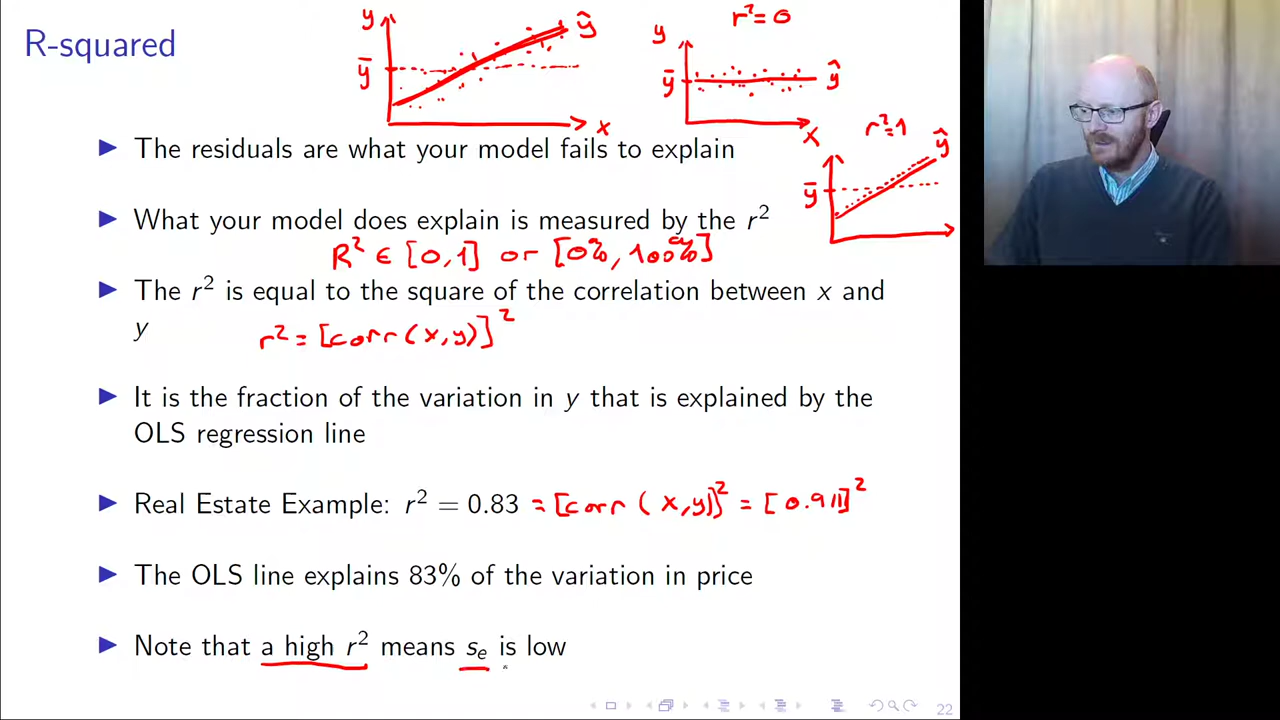 R-squared
y
ȳ
ŷ
x
r²=0
y
ȳ
ŷ
x
r²=1
ŷ
ȳ
▶ The residuals are what your model fails to explain
▶ What your model does explain is measured by the r²
R² ∈ [0,1] or [0%, 100%]
▶ The r² is equal to the square of the correlation between x and
y
r² = [corr(x,y)]²
▶ It is the fraction of the variation in y that is explained by the
OLS regression line
▶ Real Estate Example: r² = 0.83 = [corr(x,y)]² = [0.911]²
▶ The OLS line explains 83% of the variation in price
▶ Note that a high r² means sₑ is low
22